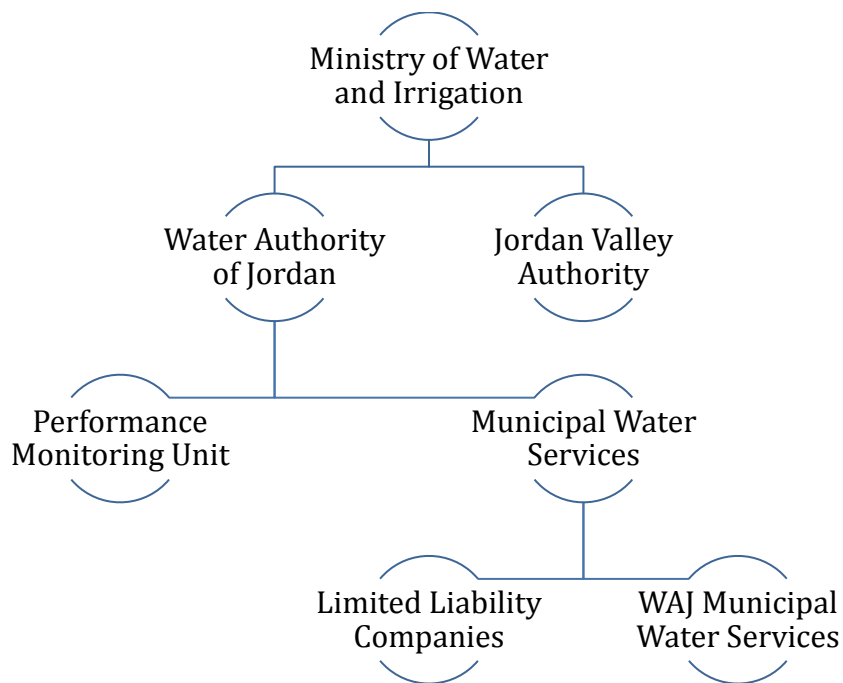 Ministry of Water
and Irrigation
Water Authority
of Jordan
Jordan Valley
Authority
Performance
Monitoring Unit
Municipal Water
Services
Limited Liability
Companies
WAJ Municipal
Water Services